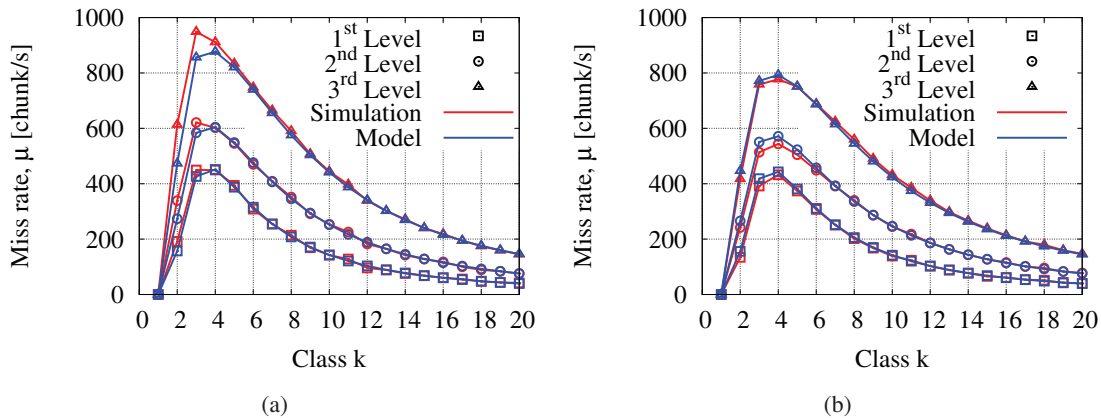 1000
800
600
400
200
0
Miss rate, μ [chunk/s]
1st Level
2nd Level
3rd Level
Simulation
Model
0 2 4 6 8 10 12 14 16 18 20
Class k
(a)
1000
800
600
400
200
0
Miss rate, μ [chunk/s]
1st Level
2nd Level
3rd Level
Simulation
Model
0 2 4 6 8 10 12 14 16 18 20
Class k
(b)